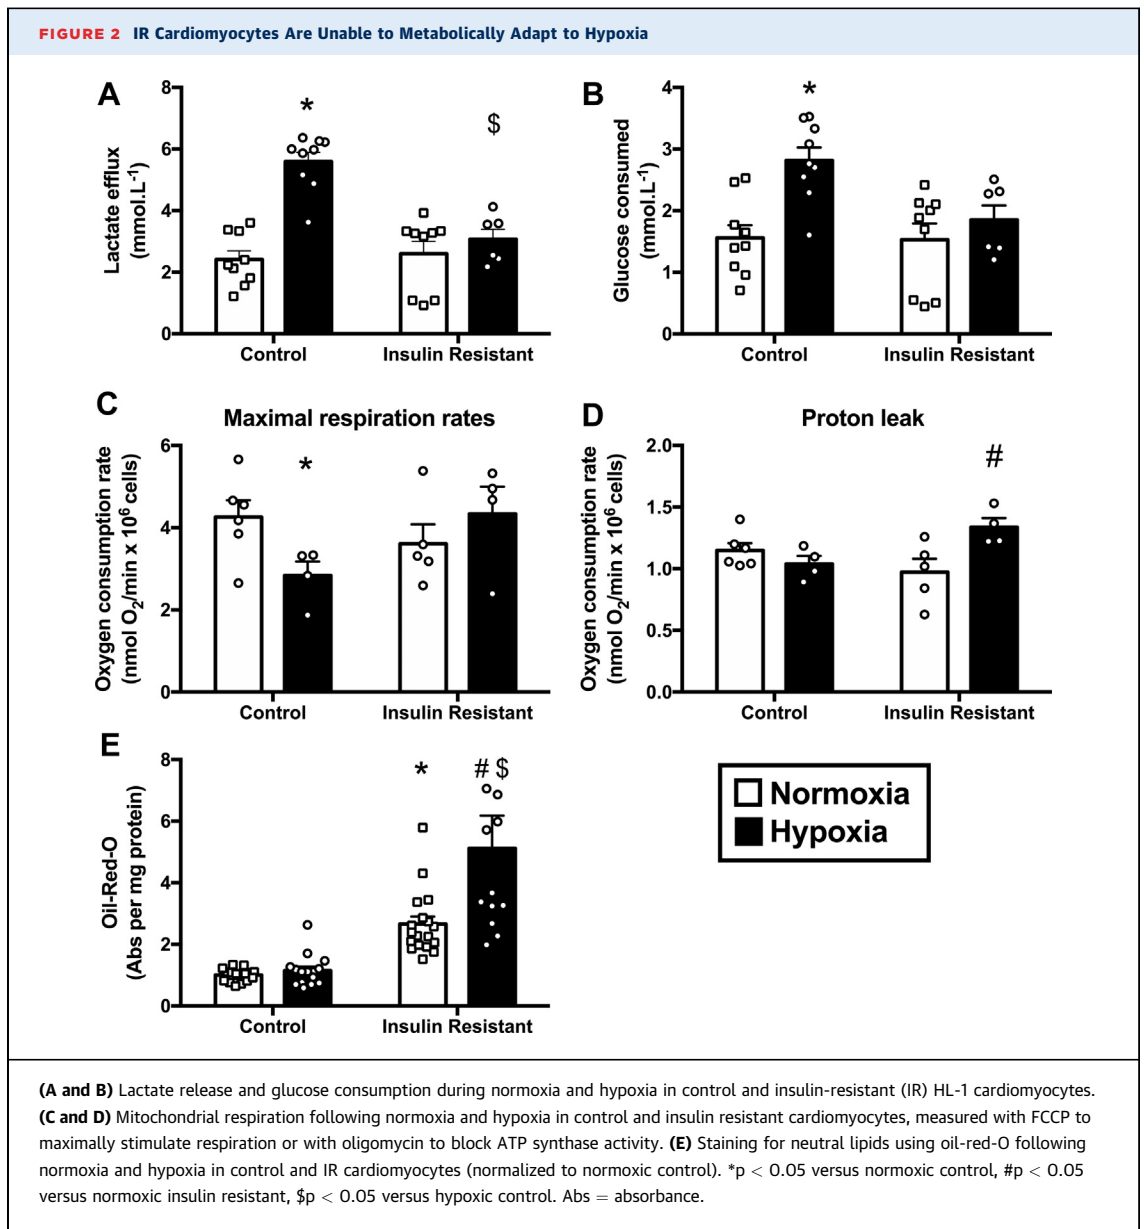 FIGURE 2 IR Cardiomyocytes Are Unable to Metabolically Adapt to Hypoxia
A
Lactate efflux
(mmol.L-1)
8
6
4
2
0
*
$
Control
Insulin Resistant
B
Glucose consumed
(mmol.L-1)
4
3
2
1
0
*
Control
Insulin Resistant
C
Maximal respiration rates
Oxygen consumption rate
(nmol O2/min x 10^6 cells)
6
4
2
0
*
Control
Insulin Resistant
D
Proton leak
Oxygen consumption rate
(nmol O2/min x 10^6 cells)
2.0
1.5
1.0
0.5
0.0
#
Control
Insulin Resistant
E
Oil-Red-O
(Abs per mg protein)
8
6
4
2
0
*
# $
Control
Insulin Resistant
Normoxia
Hypoxia
(A and B) Lactate release and glucose consumption during normoxia and hypoxia in control and insulin-resistant (IR) HL-1 cardiomyocytes.
(C and D) Mitochondrial respiration following normoxia and hypoxia in control and insulin resistant cardiomyocytes, measured with FCCP to
maximally stimulate respiration or with oligomycin to block ATP synthase activity. (E) Staining for neutral lipids using oil-red-O following
normoxia and hypoxia in control and IR cardiomyocytes (normalized to normoxic control). *p < 0.05 versus normoxic control, #p < 0.05
versus normoxic insulin resistant, $p < 0.05 versus hypoxic control. Abs = absorbance.